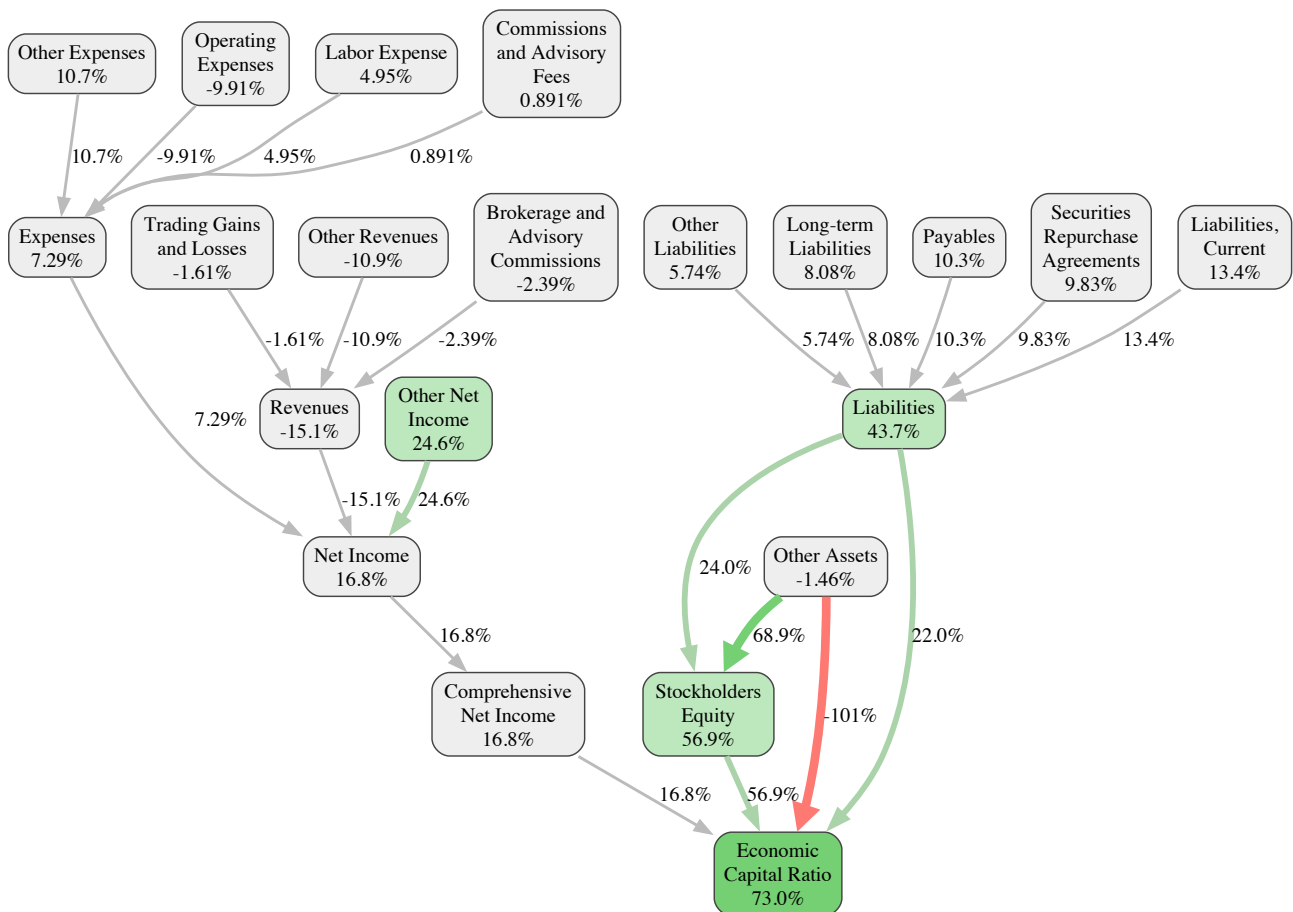 Other Expenses
10.7%
Operating
Expenses
-9.91%
Labor Expense
4.95%
Commissions
and Advisory
Fees
0.891%
10.7%
-9.91%
4.95%
0.891%
Expenses
7.29%
Trading Gains
and Losses
-1.61%
Other Revenues
-10.9%
Brokerage and
Advisory
Commissions
-2.39%
Other
Liabilities
5.74%
Long-term
Liabilities
8.08%
Payables
10.3%
Securities
Repurchase
Agreements
9.83%
Liabilities,
Current
13.4%
-1.61%
-10.9%
-2.39%
5.74%
8.08%
10.3%
9.83%
13.4%
7.29%
Revenues
-15.1%
Other Net
Income
24.6%
Liabilities
43.7%
-15.1%
24.6%
Net Income
16.8%
24.0%
Other Assets
-1.46%
16.8%
68.9%
22.0%
Comprehensive
Net Income
16.8%
Stockholders
Equity
56.9%
-101%
16.8%
56.9%
Economic
Capital Ratio
73.0%